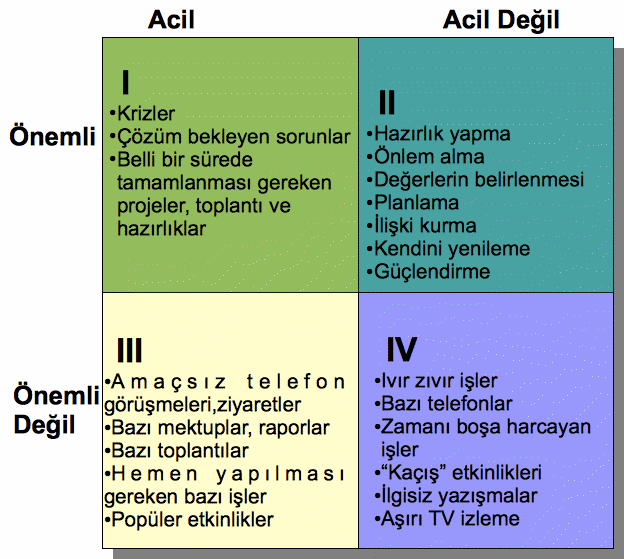 Acil
Acil Değil
Önemli
I
•Krizler
•Çözüm bekleyen sorunlar
•Belli bir sürede
tamamlanması gereken
projeler, toplantı ve
hazırlıklar
II
•Hazırlık yapma
•Önlem alma
•Değerlerin belirlenmesi
•Planlama
•İlişki kurma
•Kendini yenileme
•Güçlendirme
Önemli
Değil
III
•Amaçsız telefon
görüşmeleri,ziyaretler
•Bazı mektuplar, raporlar
•Bazı toplantılar
•Hemen yapılması
gereken bazı işler
•Popüler etkinlikler
IV
•Ivır zıvır işler
•Bazı telefonlar
•Zamanı boşa harcayan
işler
•“Kaçış” etkinlikleri
•İlgisiz yazışmalar
•Aşırı TV izleme